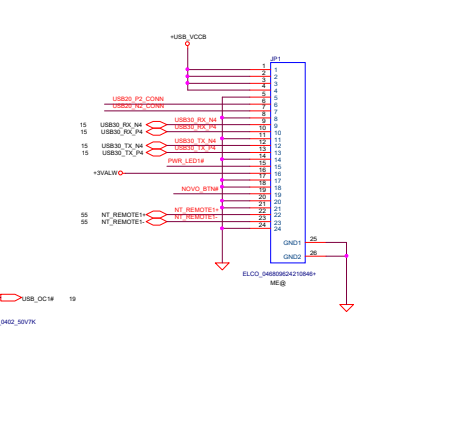 +USB_VCCB
JP1
1 1
2 2
3 3
4 4
5 5
USB20_P2_CONN 6 6
USB20_N2_CONN 7 7
8 8
15 USB30_RX_N4 USB30_RX_N4 9 9
15 USB30_RX_P4 USB30_RX_P4 10 10
11 11
15 USB30_TX_N4 USB30_TX_N4 12 12
15 USB30_TX_P4 USB30_TX_P4 13 13
14 14
PWR_LED1# 15 15
+3VALW 16 16
17 17
18 18
NOVO_BTN# 19 19
20 20
21 21
55 NT_REMOTE1+ NT_REMOTE1+ 22 22
55 NT_REMOTE1- NT_REMOTE1- 23 23
24 24
GND1 25
GND2 26
ELCO_046809624210846+
ME@
USB_OC1# 19
_0402_50V7K